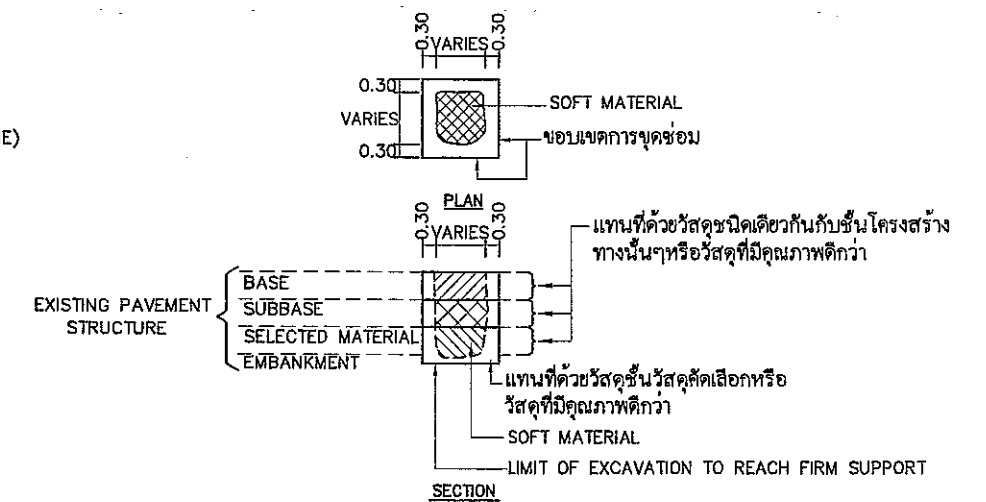 0.30
VARIES
0.30
0.30
VARIES
0.30
E)
SOFT MATERIAL
ขอบเขตการขุดซ่อม
PLAN
0.30
VARIES
0.30
แทนที่ด้วยวัสดุชนิดเดียวกันกับชั้นโครงสร้าง
ทางนั้นๆหรือวัสดุที่มีคุณภาพดีกว่า
EXISTING PAVEMENT
STRUCTURE
BASE
SUBBASE
SELECTED MATERIAL
EMBANKMENT
แทนที่ด้วยวัสดุชั้นวัสดุคัดเลือกหรือ
วัสดุที่มีคุณภาพดีกว่า
SOFT MATERIAL
LIMIT OF EXCAVATION TO REACH FIRM SUPPORT
SECTION